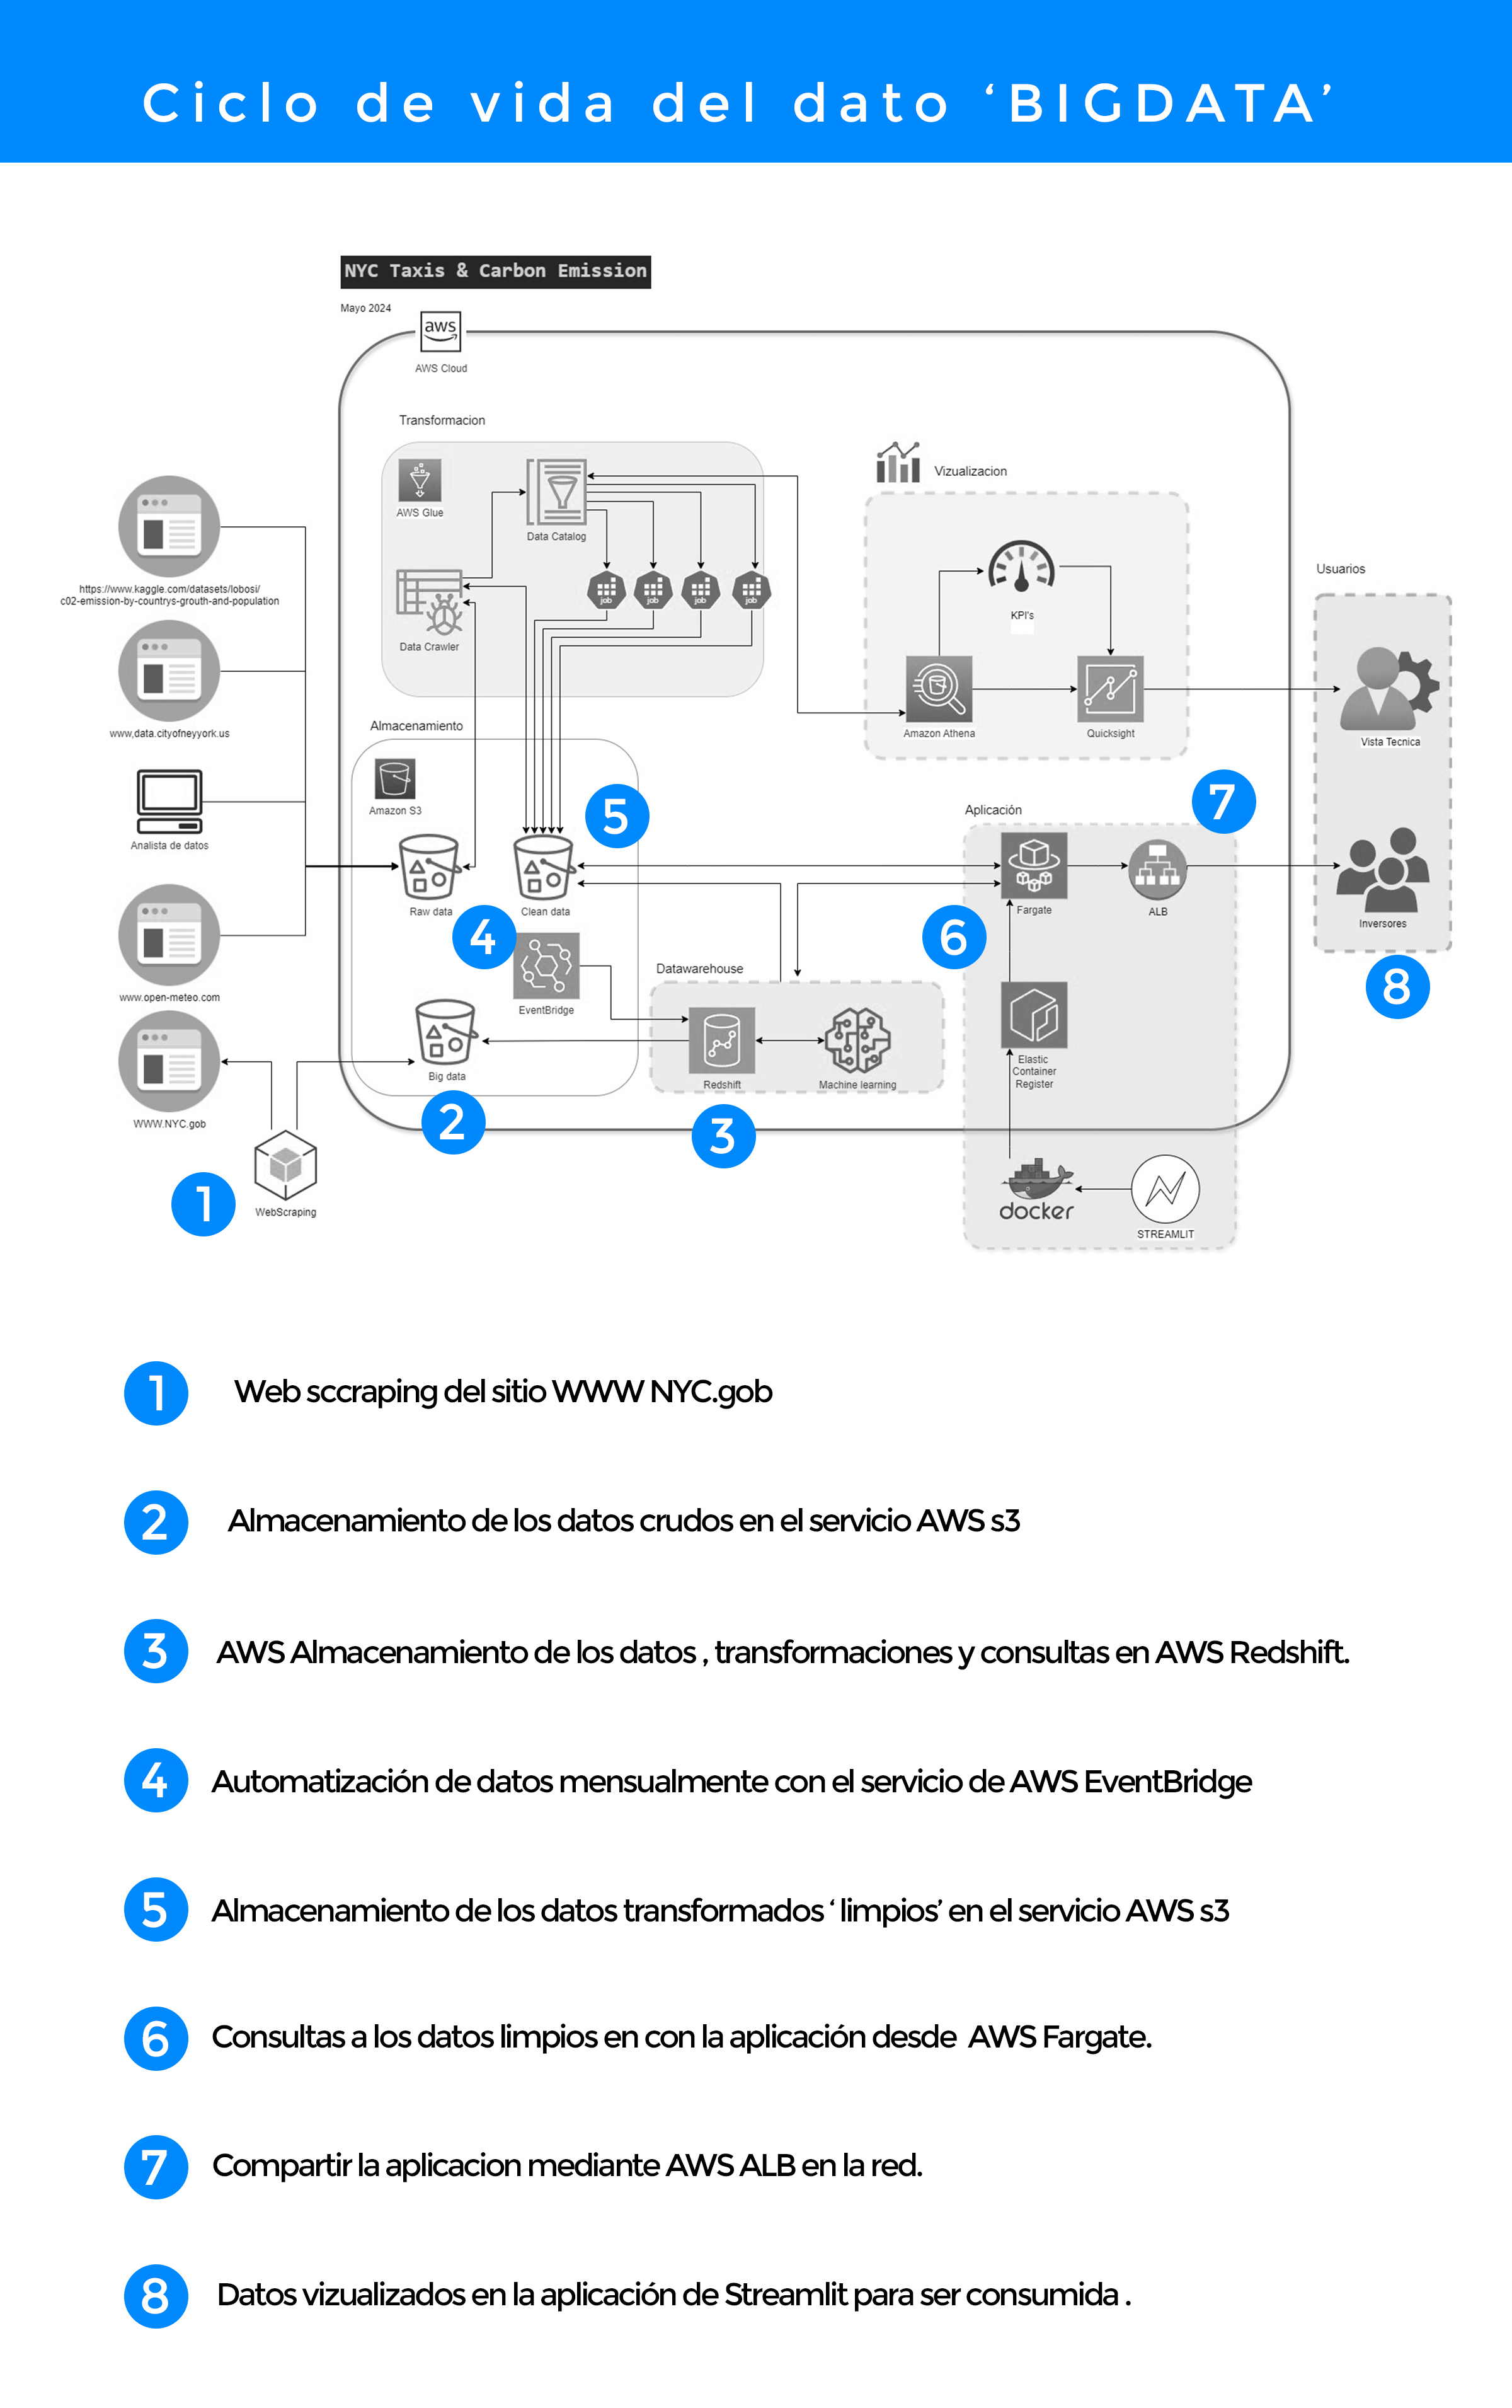 Ciclo de vida del dato ‘BIGDATA’
NYC Taxis & Carbon Emission
Mayo 2024
aws
AWS Cloud
Transformacion
AWS Glue
Data Catalog
job
job
job
job
Data Crawler
Vizualizacion
KPI's
Amazon Athena
Quicksight
Usuarios
Vista Tecnica
Inversores
https://www.kaggle.com/datasets/lobosi/
c02-emission-by-countrys-grouth-and-population
www,data.cityofneyyork.us
Analista de datos
www.open-meteo.com
WWW.NYC.gob
1
WebScraping
Almacenamiento
Amazon S3
5
Raw data
Clean data
4
EventBridge
Big data
2
Datawarehouse
Redshift
Machine learning
3
Aplicación
7
Fargate
ALB
6
Elastic
Container
Register
docker
STREAMLIT
8
1 Web sccraping del sitio WWW NYC.gob
2 Almacenamiento de los datos crudos en el servicio AWS s3
3 AWS Almacenamiento de los datos , transformaciones y consultas en AWS Redshift.
4 Automatización de datos mensualmente con el servicio de AWS EventBridge
5 Almacenamiento de los datos transformados ‘ limpios’ en el servicio AWS s3
6 Consultas a los datos limpios en con la aplicación desde AWS Fargate.
7 Compartir la aplicacion mediante AWS ALB en la red.
8 Datos vizualizados en la aplicación de Streamlit para ser consumida .